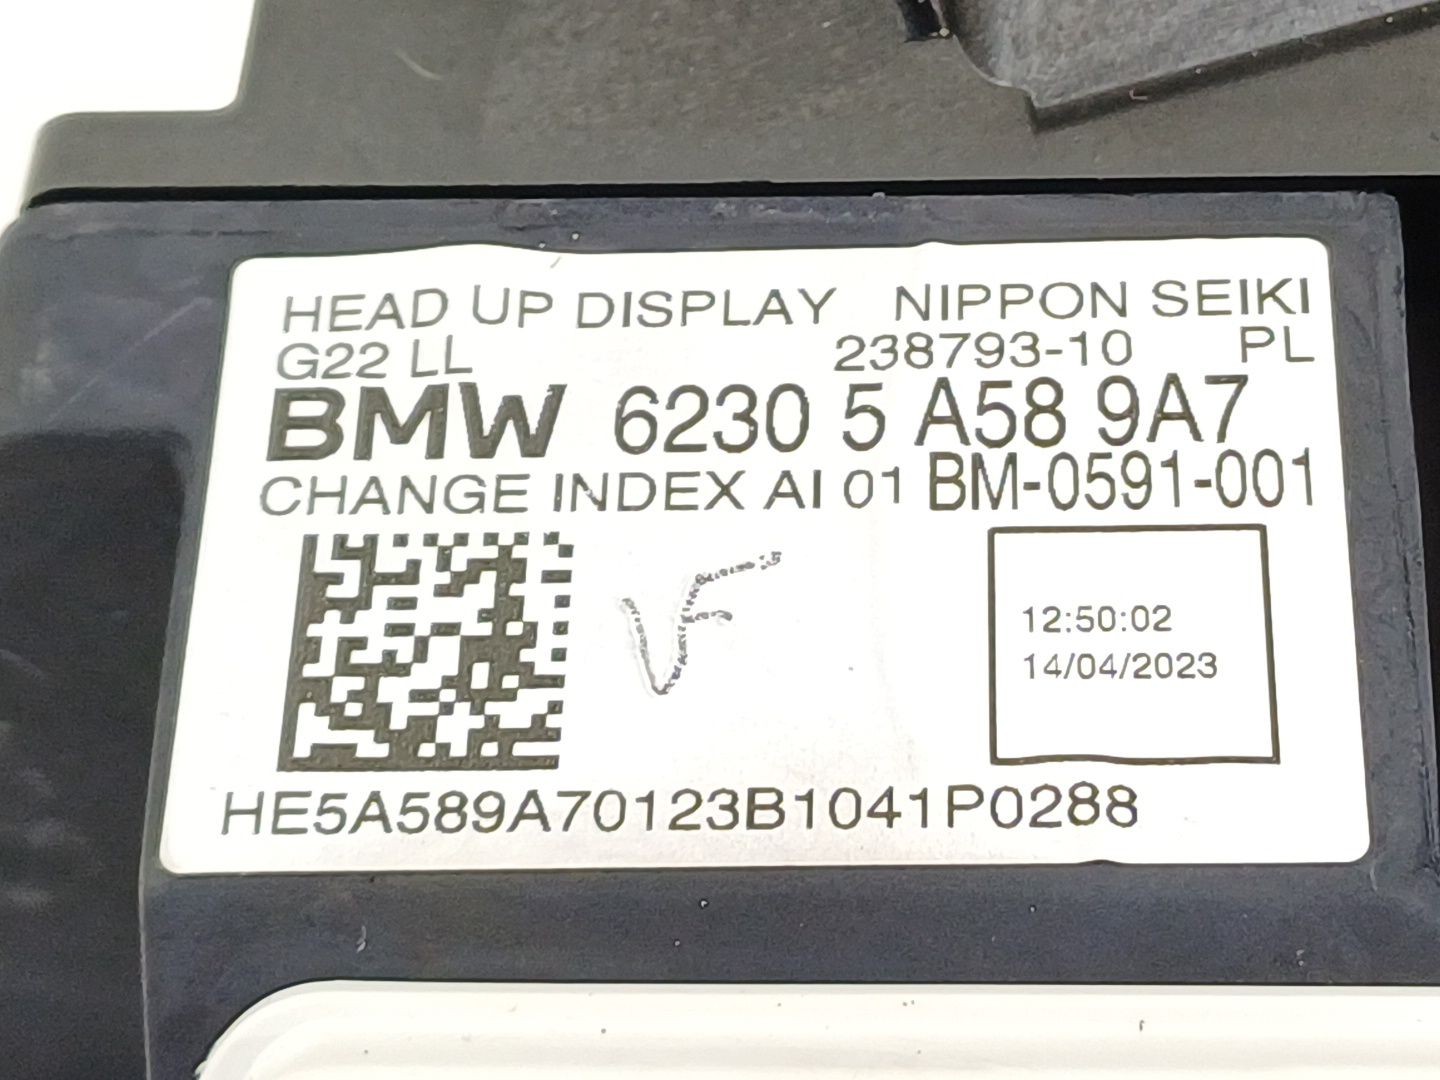 HEAD UP DISPLAY NIPPON SEIKI
G22 LL 238793-10 PL
BMW 6230 5 A58 9A7
CHANGE INDEX AI 01 BM-0591-001
VF
12:50:02
14/04/2023
HE5A589A70123B1041P0288